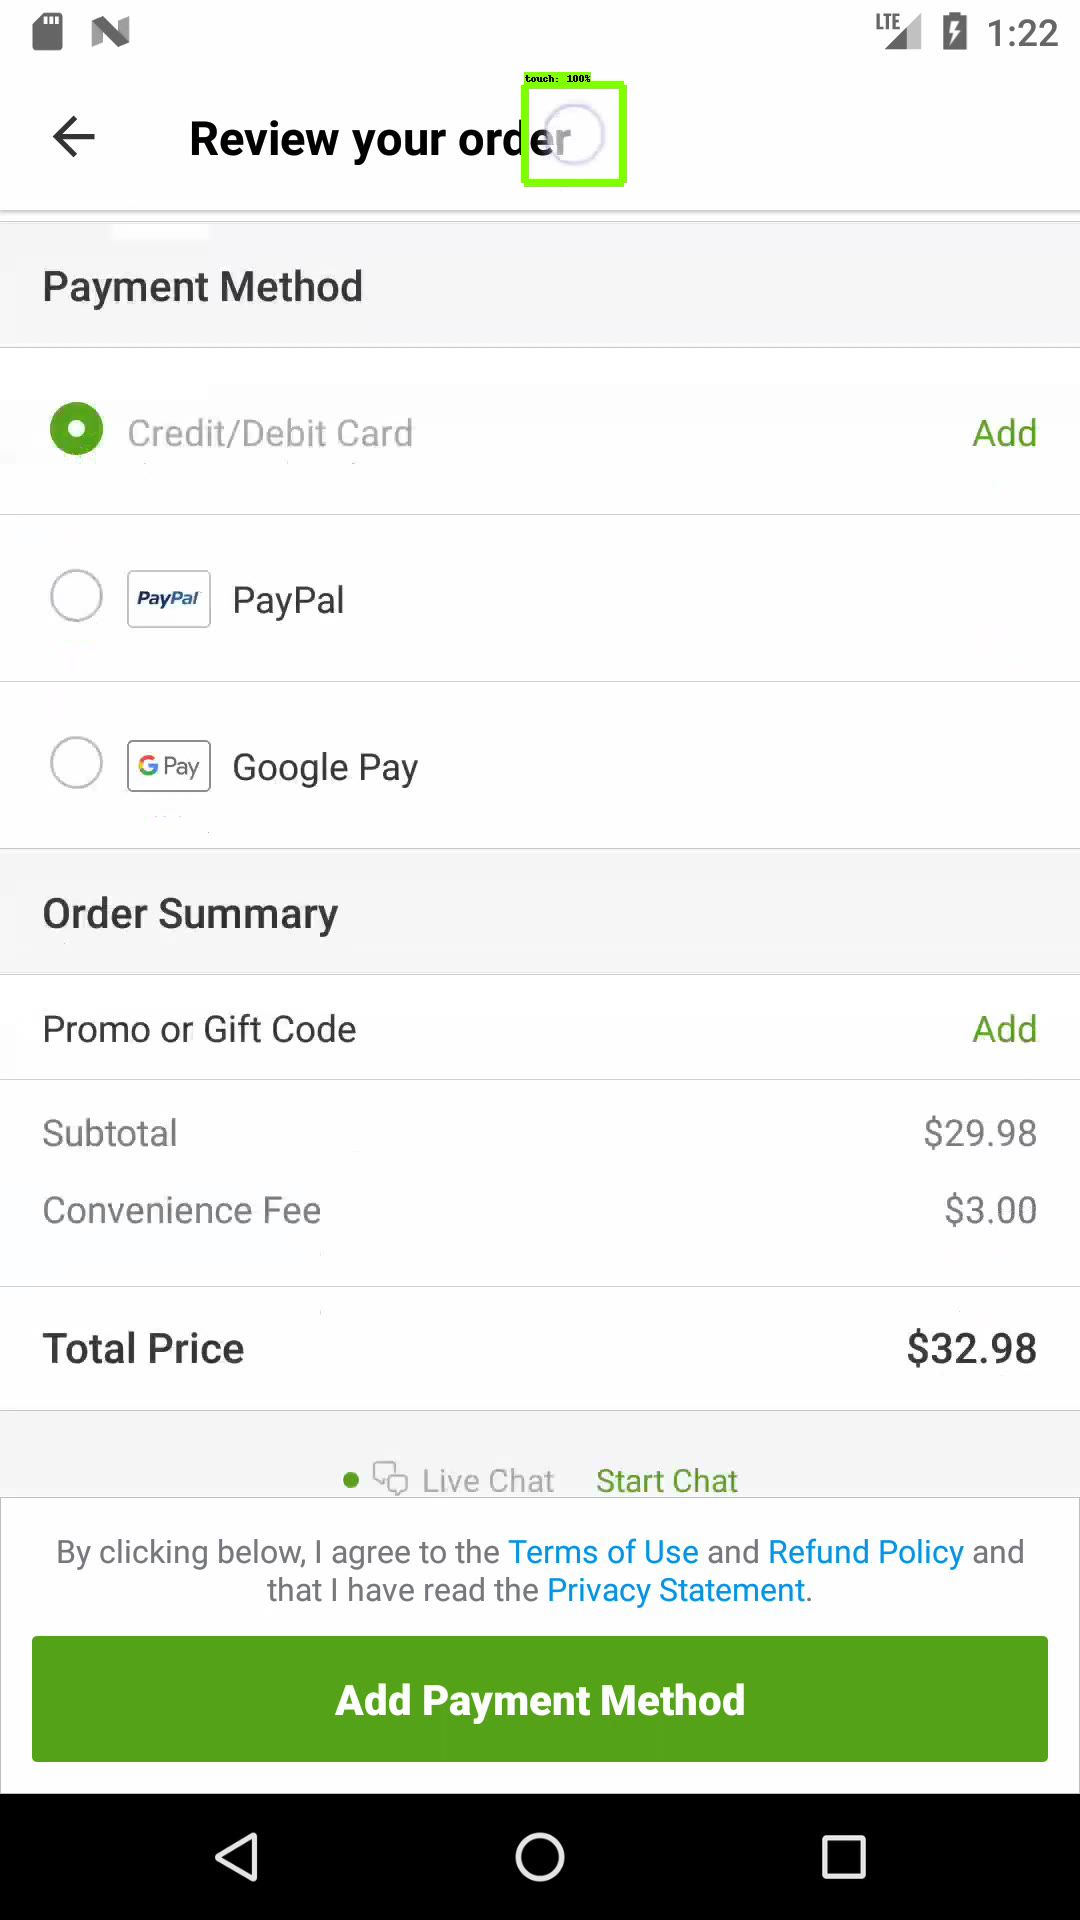 LTE 1:22
touch: 100%
Review your order
Payment Method
Credit/Debit Card Add
PayPal PayPal
G Pay Google Pay
Order Summary
Promo or Gift Code Add
Subtotal $29.98
Convenience Fee $3.00
Total Price $32.98
Live Chat Start Chat
By clicking below, I agree to the Terms of Use and Refund Policy and
that I have read the Privacy Statement.
Add Payment Method